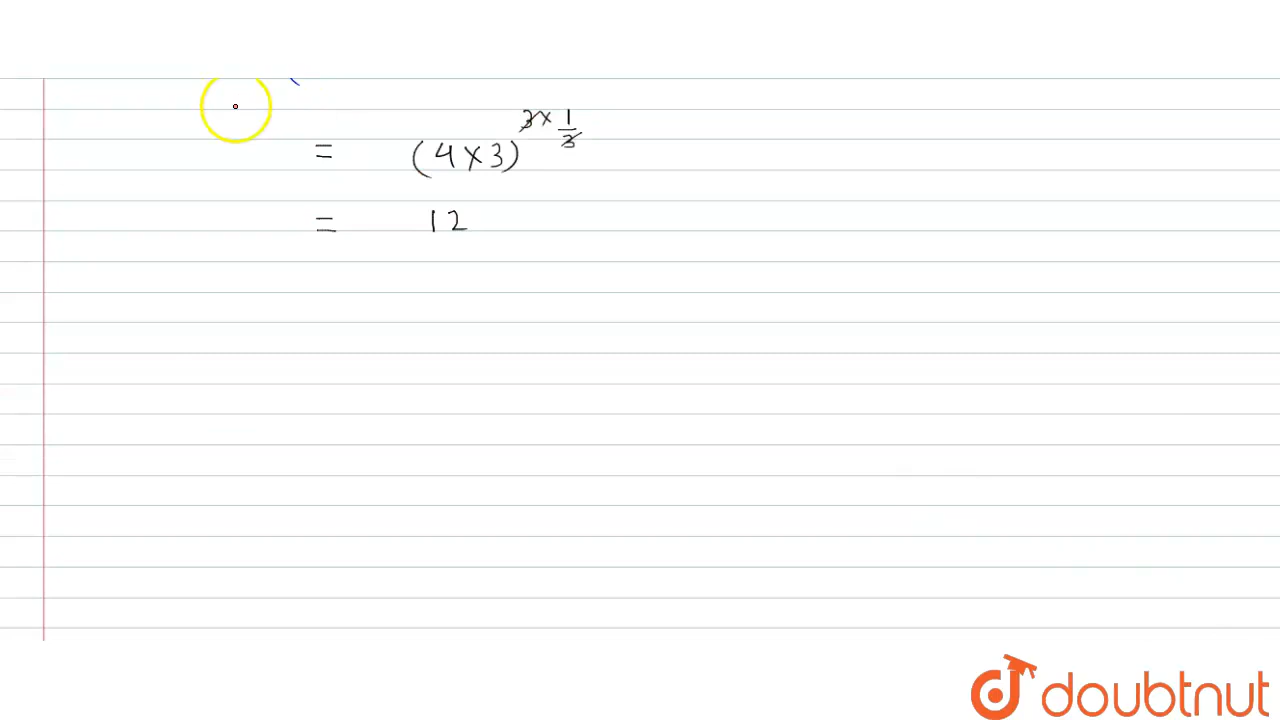 = (4×3)^{3×1/3}
= 12
doubtnut